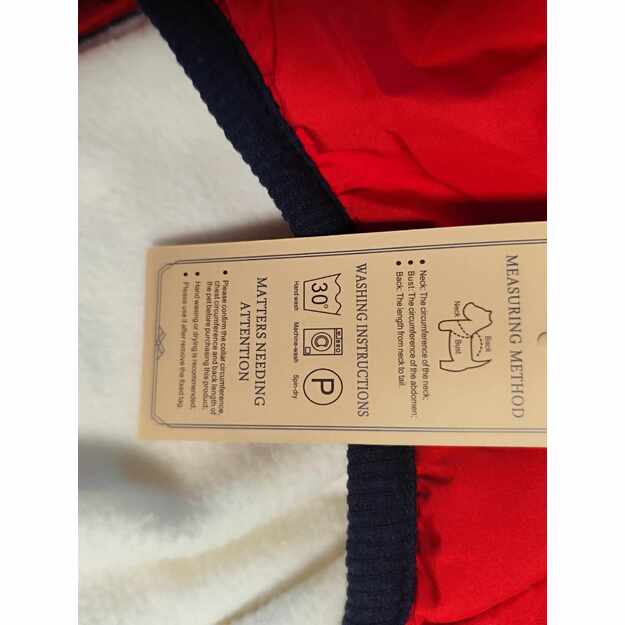 MEASURING METHOD
Back
Neck
Bust
● Neck: The circumference of the neck;
● Bust: The circumference of the abdomen;
● Back: The length from neck to tail.
WASHING INSTRUCTIONS
30°
P
Hand wash
Machine-wash
Spin-dry
MATTERS NEEDING
ATTENTION
● Please confirm the collar circumference,
chest circumference and back length of
the pet before purchasing this product.
● Hand wasing or drying is recommended.
● Please use it after remove the fixed tag.